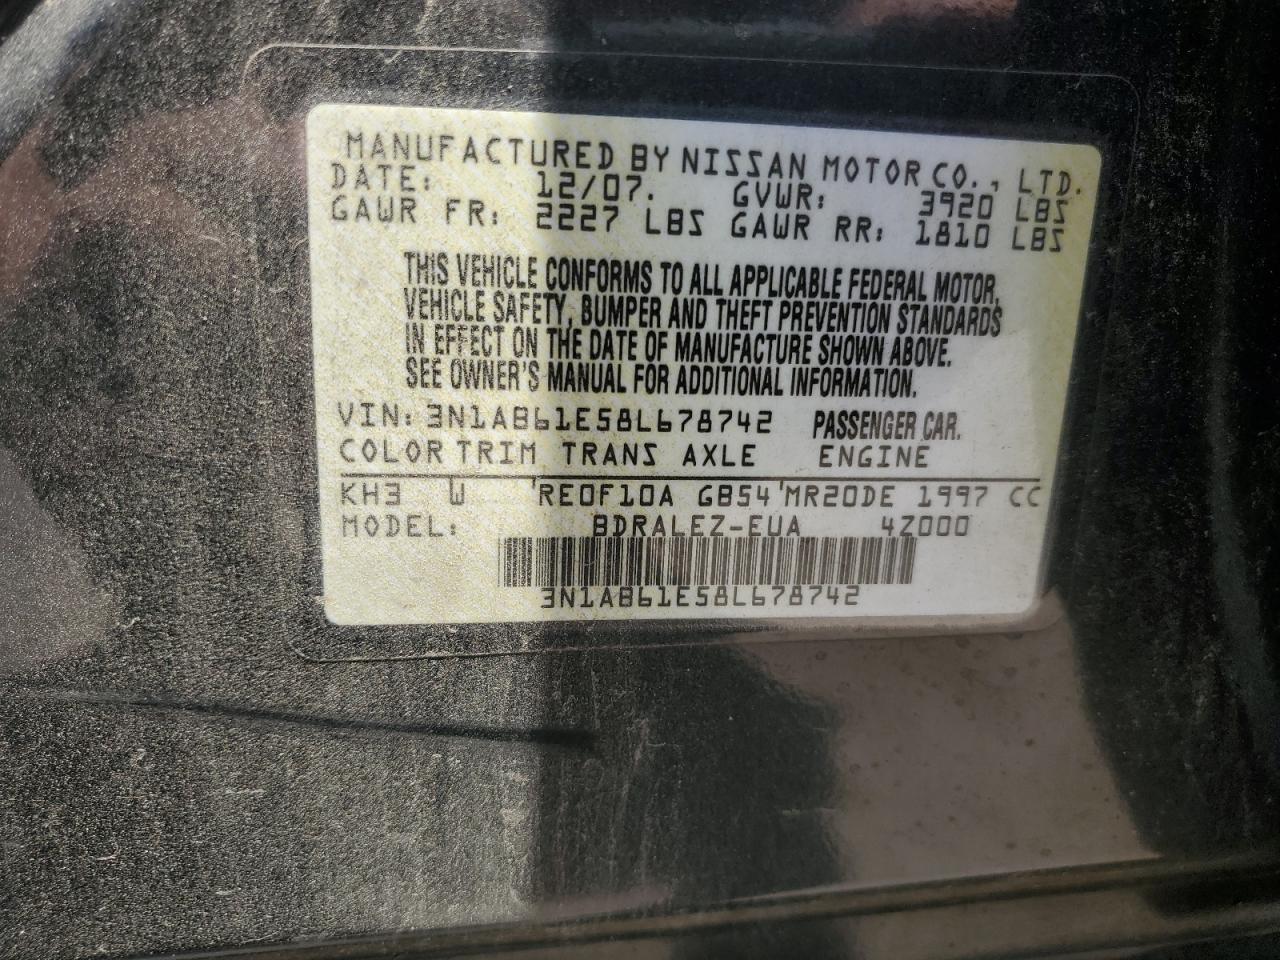 MANUFACTURED BY NISSAN MOTOR CO., LTD.
DATE: 12/07. GVWR: 3920 LBS
GAWR FR: 2227 LBS GAWR RR: 1810 LBS
THIS VEHICLE CONFORMS TO ALL APPLICABLE FEDERAL MOTOR,
VEHICLE SAFETY, BUMPER AND THEFT PREVENTION STANDARDS
IN EFFECT ON THE DATE OF MANUFACTURE SHOWN ABOVE.
SEE OWNER'S MANUAL FOR ADDITIONAL INFORMATION.
VIN: 3N1AB61E58L678742 PASSENGER CAR.
COLOR TRIM TRANS AXLE ENGINE
KH3 W RE0F10A GB54 MR20DE 1997 CC
MODEL: BDRALEZ-EUA 4Z000
3N1AB61E58L678742